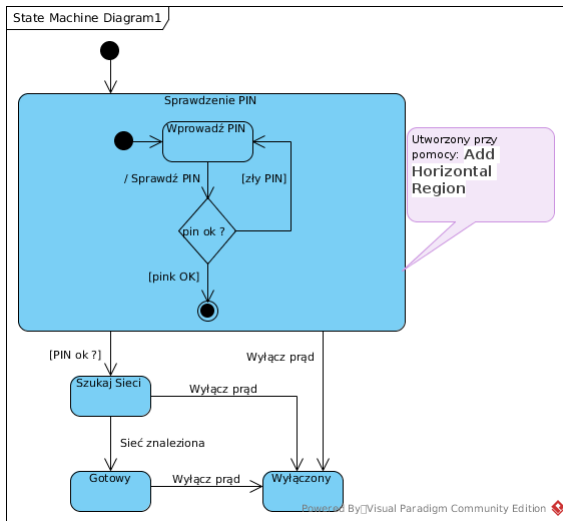 State Machine Diagram1
Sprawdzenie PIN
Wprowadź PIN
/ Sprawdź PIN
[zły PIN]
pin ok ?
[pink OK]
Utworzony przy
pomocy: Add
Horizontal
Region
[PIN ok ?]
Wyłącz prąd
Szukaj Sieci
Wyłącz prąd
Sieć znaleziona
Gotowy
Wyłącz prąd
Wyłączony
Powered By Visual Paradigm Community Edition